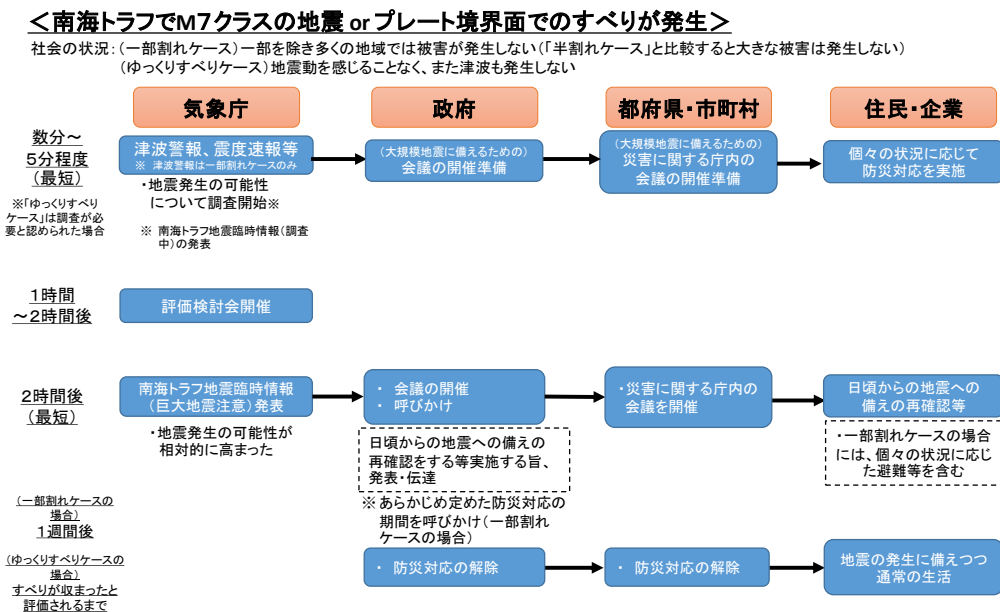 ＜南海トラフでM７クラスの地震 or プレート境界面でのすべりが発生＞
社会の状況：（一部割れケース）一部を除き多くの地域では被害が発生しない（「半割れケース」と比較すると大きな被害は発生しない）
（ゆっくりすべりケース）地震動を感じることなく、また津波も発生しない
気象庁
政府
都府県・市町村
住民・企業
数分～
５分程度
（最短）
※「ゆっくりすべり
ケース」は調査が必
要と認められた場合
津波警報、震度速報等
※ 津波警報は一部割れケースのみ
・地震発生の可能性
について調査開始※
※ 南海トラフ地震臨時情報（調査
中）の発表
（大規模地震に備えるための）
会議の開催準備
（大規模地震に備えるための）
災害に関する庁内の
会議の開催準備
個々の状況に応じて
防災対応を実施
１時間
～２時間後
評価検討会開催
２時間後
（最短）
南海トラフ地震臨時情報
（巨大地震注意）発表
・地震発生の可能性が
相対的に高まった
・ 会議の開催
・ 呼びかけ
日頃からの地震への備えの
再確認をする等実施する旨、
発表・伝達
※ あらかじめ定めた防災対応の
期間を呼びかけ（一部割れ
ケースの場合）
・災害に関する庁内の
会議を開催
日頃からの地震への
備えの再確認等
・一部割れケースの場合
には、個々の状況に応じ
た避難等を含む
（一部割れケースの
場合）
１週間後
（ゆっくりすべりケースの
場合）
すべりが収まったと
評価されるまで
・ 防災対応の解除
・ 防災対応の解除
地震の発生に備えつつ
通常の生活